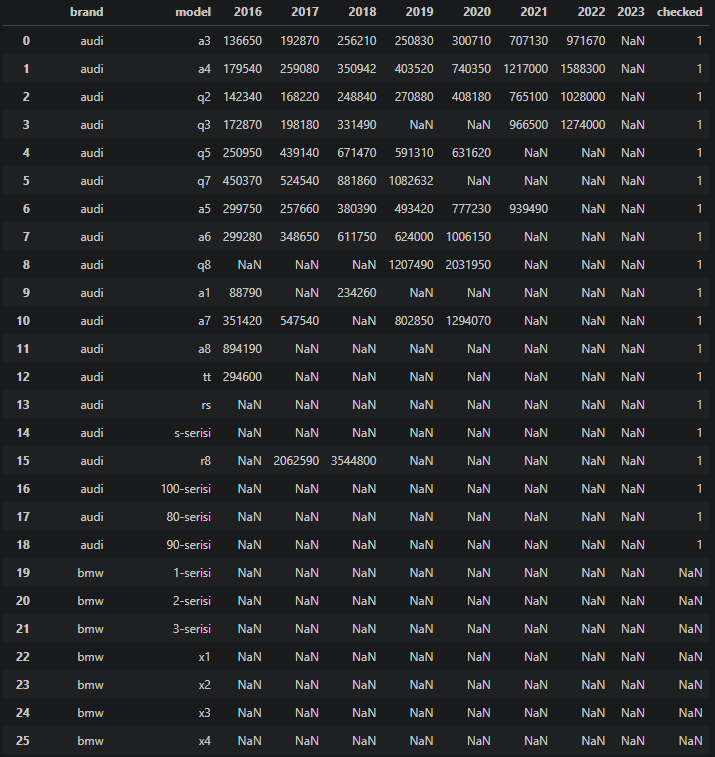 brand model 2016 2017 2018 2019 2020 2021 2022 2023 checked
0 audi a3 136650 192870 256210 250830 300710 707130 971670 NaN 1
1 audi a4 179540 259080 350942 403520 740350 1217000 1588300 NaN 1
2 audi q2 142340 168220 248840 270880 408180 765100 1028000 NaN 1
3 audi q3 172870 198180 331490 NaN NaN 966500 1274000 NaN 1
4 audi q5 250950 439140 671470 591310 631620 NaN NaN NaN 1
5 audi q7 450370 524540 881860 1082632 NaN NaN NaN NaN 1
6 audi a5 299750 257660 380390 493420 777230 939490 NaN NaN 1
7 audi a6 299280 348650 611750 624000 1006150 NaN NaN NaN 1
8 audi q8 NaN NaN NaN 1207490 2031950 NaN NaN NaN 1
9 audi a1 88790 NaN 234260 NaN NaN NaN NaN NaN 1
10 audi a7 351420 547540 NaN 802850 1294070 NaN NaN NaN 1
11 audi a8 894190 NaN NaN NaN NaN NaN NaN NaN 1
12 audi tt 294600 NaN NaN NaN NaN NaN NaN NaN 1
13 audi rs NaN NaN NaN NaN NaN NaN NaN NaN 1
14 audi s-serisi NaN NaN NaN NaN NaN NaN NaN NaN 1
15 audi r8 NaN 2062590 3544800 NaN NaN NaN NaN NaN 1
16 audi 100-serisi NaN NaN NaN NaN NaN NaN NaN NaN 1
17 audi 80-serisi NaN NaN NaN NaN NaN NaN NaN NaN 1
18 audi 90-serisi NaN NaN NaN NaN NaN NaN NaN NaN 1
19 bmw 1-serisi NaN NaN NaN NaN NaN NaN NaN NaN NaN
20 bmw 2-serisi NaN NaN NaN NaN NaN NaN NaN NaN NaN
21 bmw 3-serisi NaN NaN NaN NaN NaN NaN NaN NaN NaN
22 bmw x1 NaN NaN NaN NaN NaN NaN NaN NaN NaN
23 bmw x2 NaN NaN NaN NaN NaN NaN NaN NaN NaN
24 bmw x3 NaN NaN NaN NaN NaN NaN NaN NaN NaN
25 bmw x4 NaN NaN NaN NaN NaN NaN NaN NaN NaN